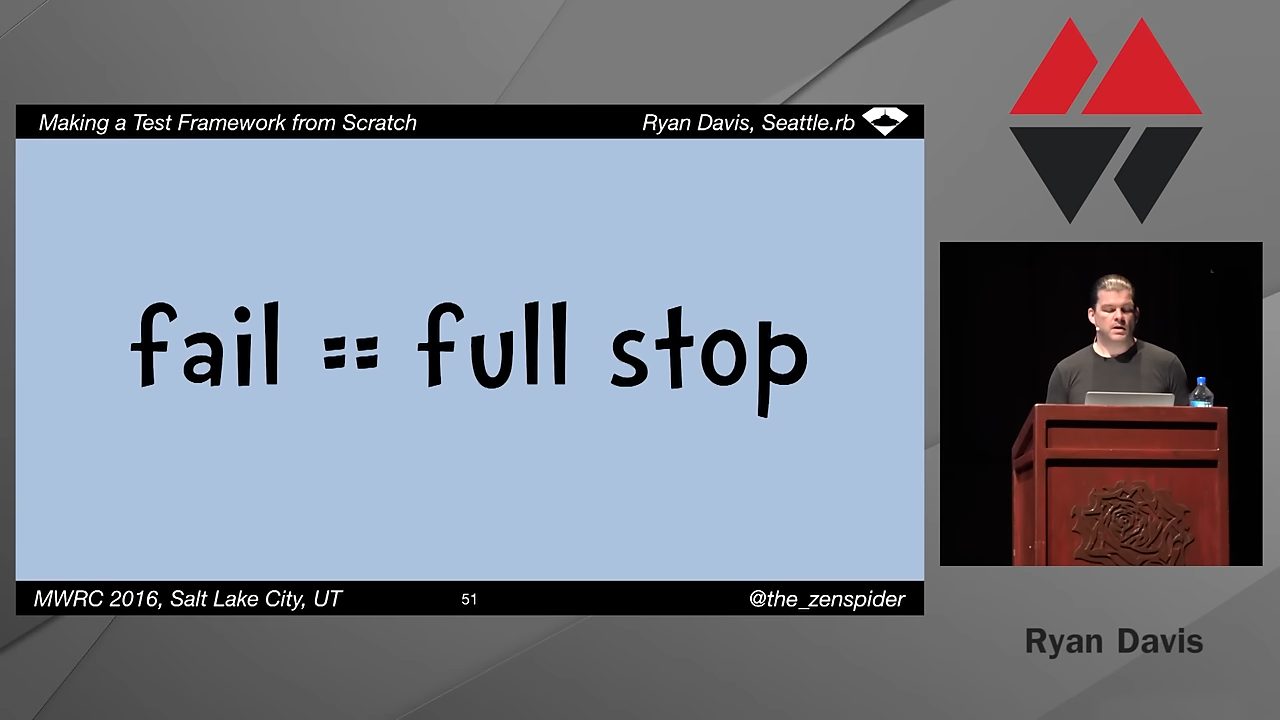 Making a Test Framework from Scratch
Ryan Davis, Seattle.rb
fail == full stop
MWRC 2016, Salt Lake City, UT
51
@the_zenspider
Ryan Davis